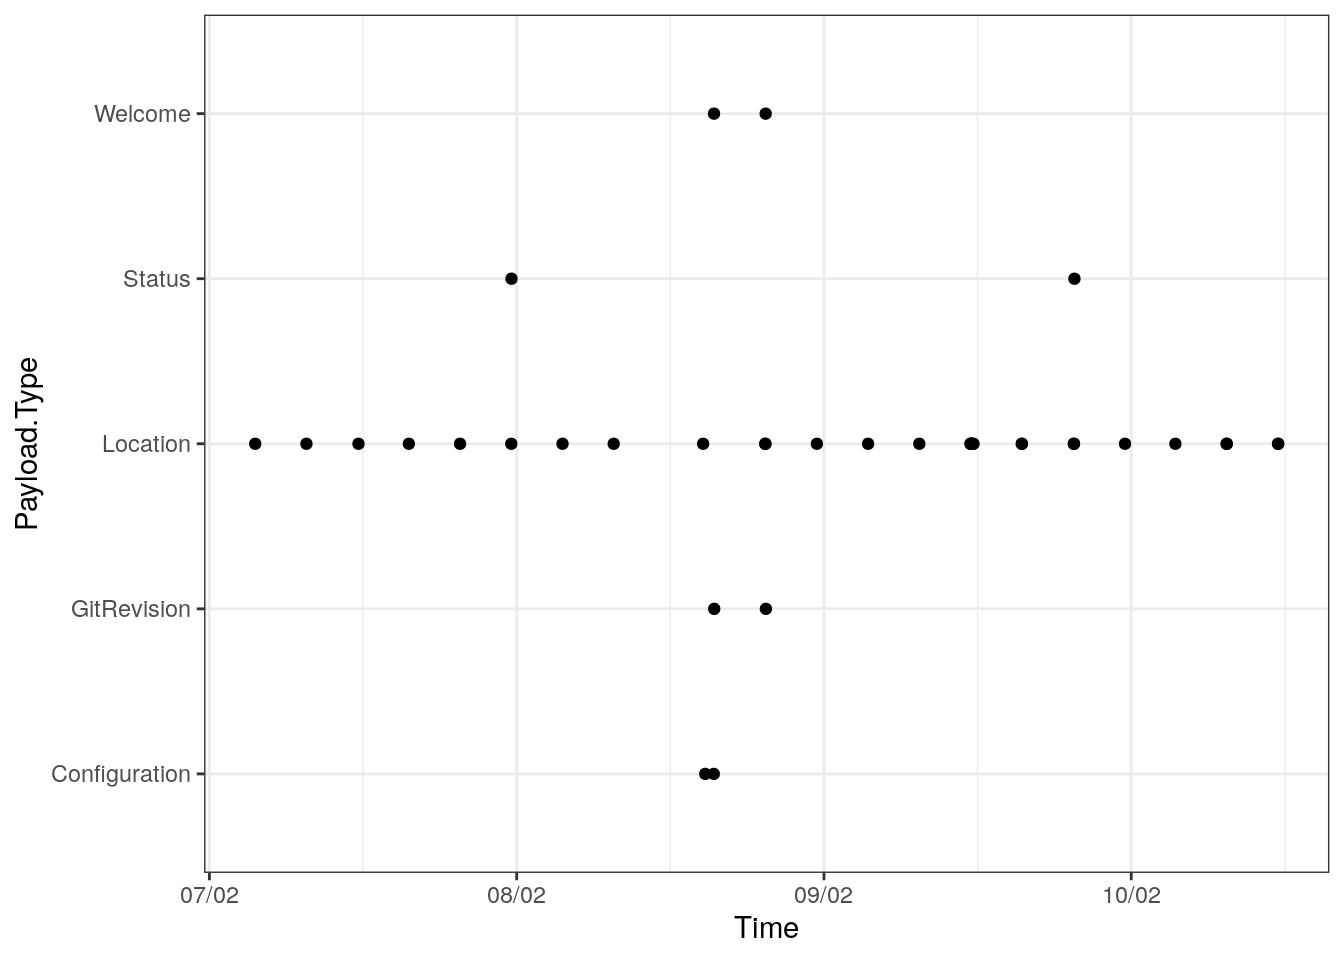 Welcome
Status
Location
GitRevision
Configuration
Payload.Type
07/02 08/02 09/02 10/02
Time